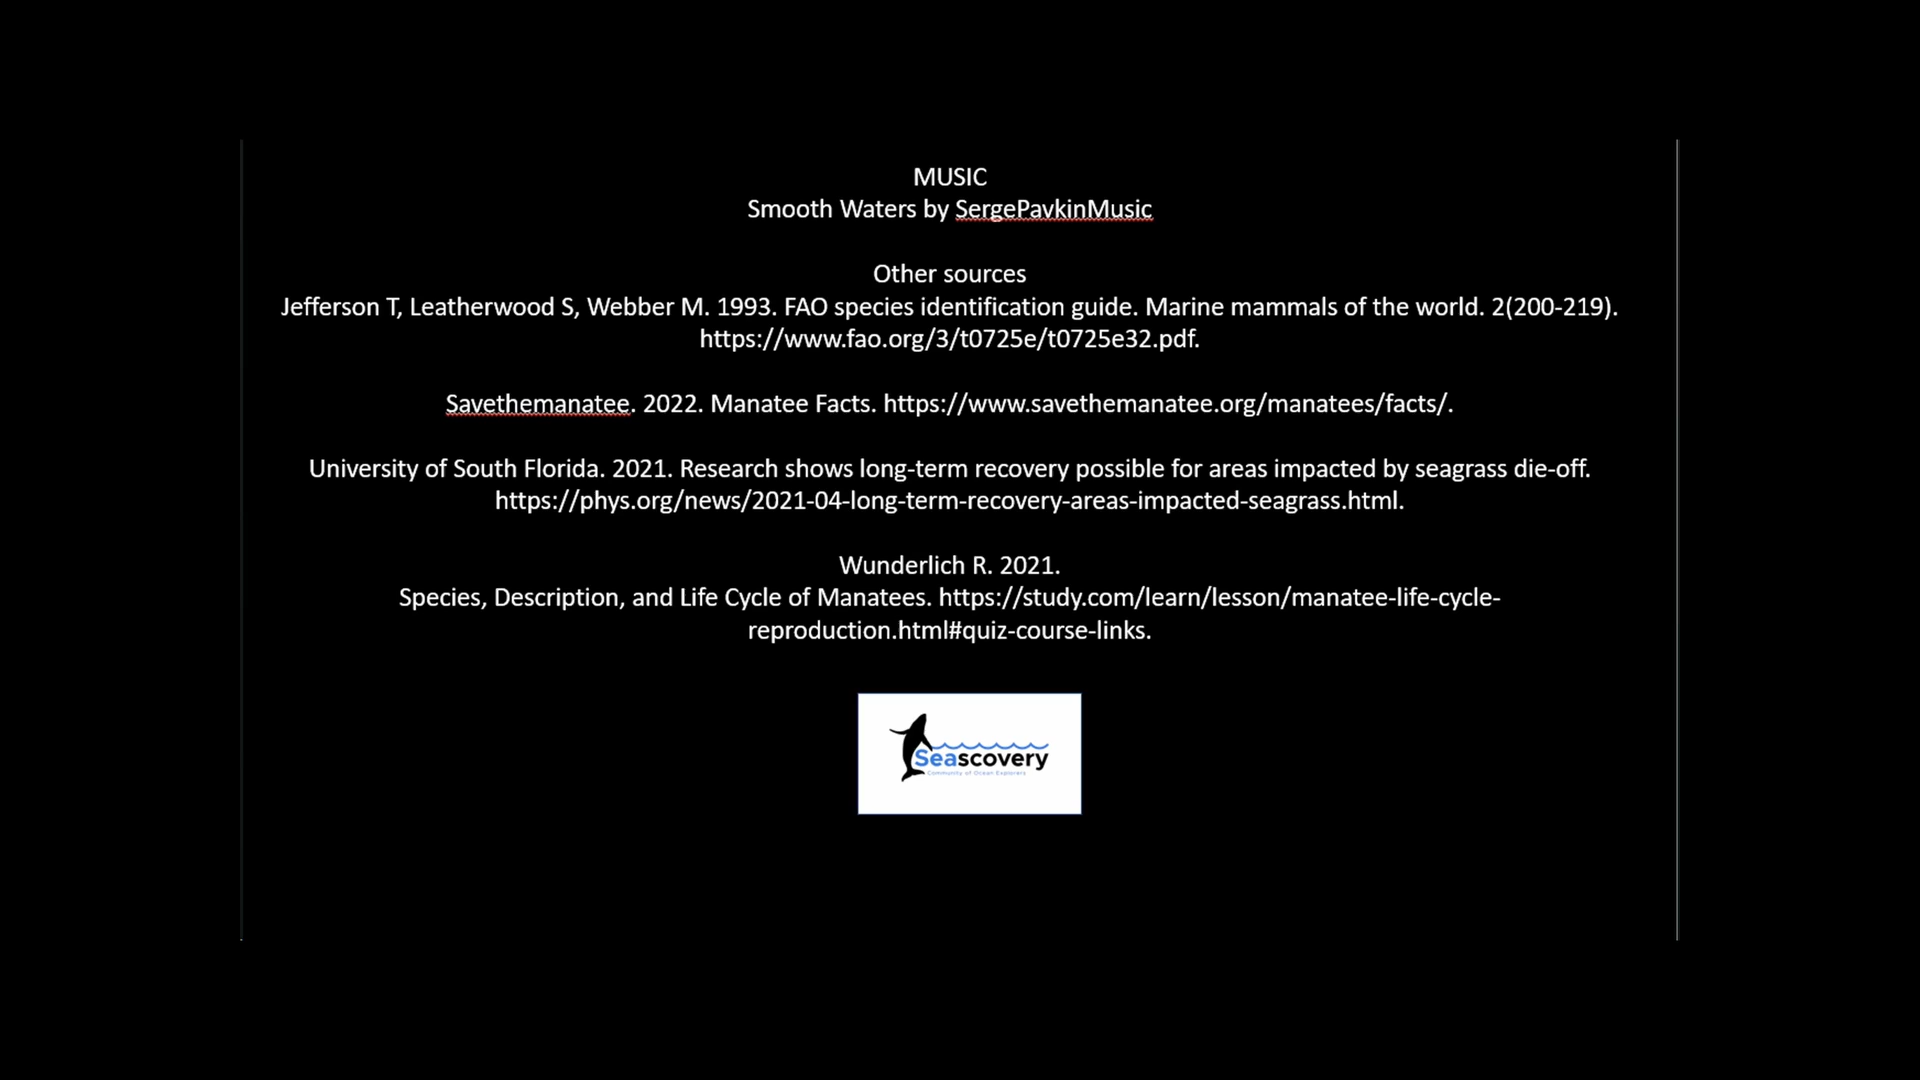 MUSIC
Smooth Waters by SergePavkinMusic
Other sources
Jefferson T, Leatherwood S, Webber M. 1993. FAO species identification guide. Marine mammals of the world. 2(200-219).
https://www.fao.org/3/t0725e/t0725e32.pdf.
Savethemanatee. 2022. Manatee Facts. https://www.savethemanatee.org/manatees/facts/.
University of South Florida. 2021. Research shows long-term recovery possible for areas impacted by seagrass die-off.
https://phys.org/news/2021-04-long-term-recovery-areas-impacted-seagrass.html.
Wunderlich R. 2021.
Species, Description, and Life Cycle of Manatees. https://study.com/learn/lesson/manatee-life-cycle-
reproduction.html#quiz-course-links.
Seascovery
Community of Ocean Explorers